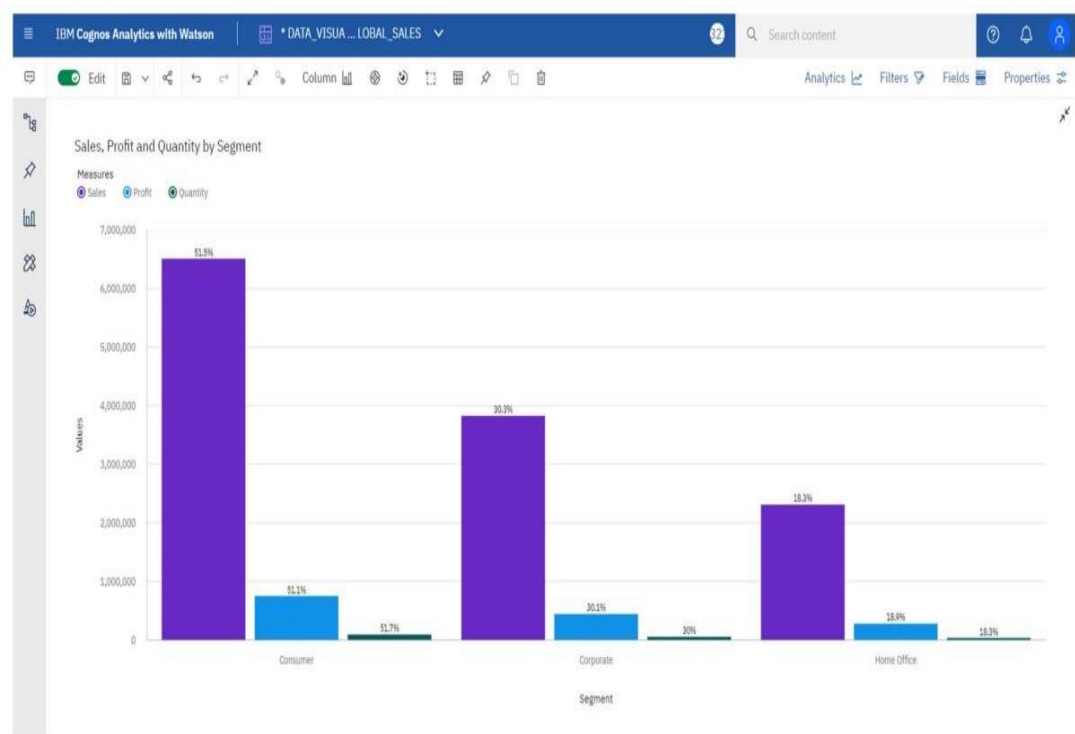 IBM Cognos Analytics with Watson
* DATA_VISUA ... LOBAL_SALES
32
Search content
Edit
Column
Analytics
Filters
Fields
Properties
Sales, Profit and Quantity by Segment
Measures
Sales Profit Quantity
7,000,000
6,000,000
5,000,000
4,000,000
3,000,000
2,000,000
1,000,000
0
Values
51.5%
51.1%
51.7%
30.3%
30.1%
30%
18.3%
18.9%
18.3%
Consumer
Corporate
Home Office
Segment